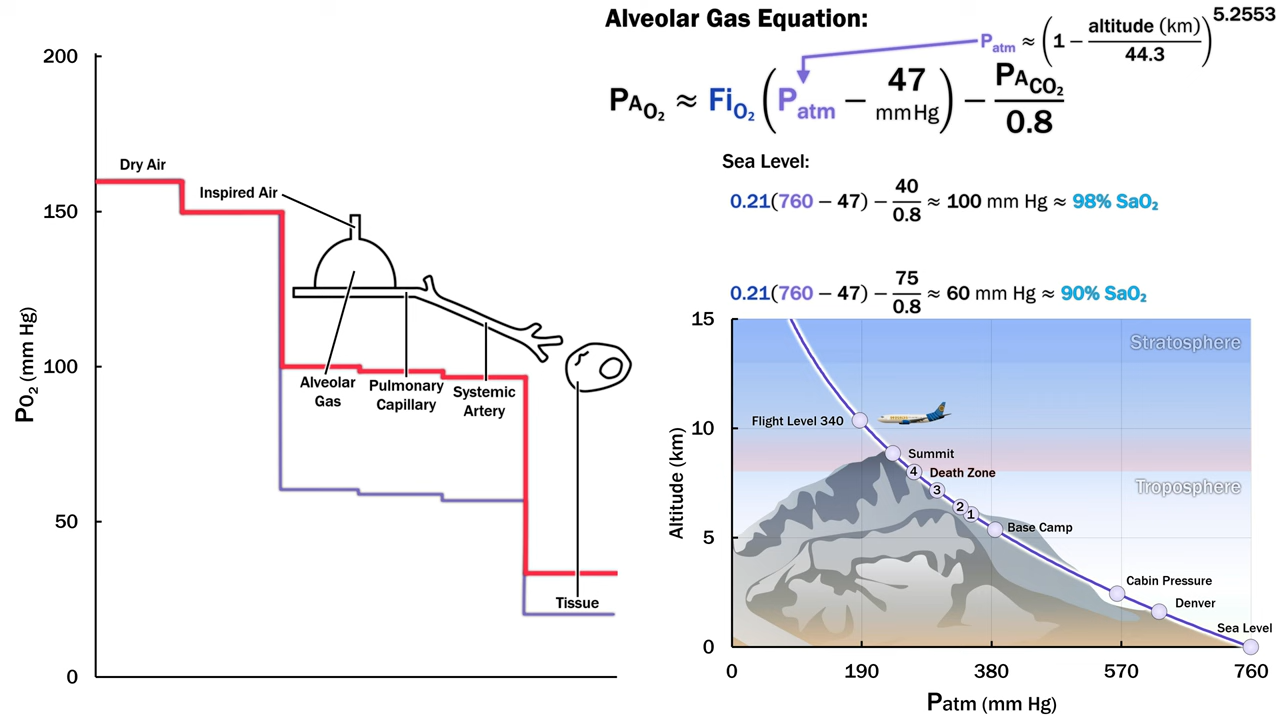 Alveolar Gas Equation:
Patm ≈ (1 − altitude (km) / 44.3)^5.2553
PAO₂ ≈ FiO₂ (Patm − 47 mmHg) − PACO₂ / 0.8
Sea Level:
0.21(760 − 47) − 40 / 0.8 ≈ 100 mm Hg ≈ 98% SaO₂
0.21(760 − 47) − 75 / 0.8 ≈ 60 mm Hg ≈ 90% SaO₂
PO₂ (mm Hg)
200
150
100
50
0
Dry Air
Inspired Air
Alveolar
Gas
Pulmonary
Capillary
Systemic
Artery
Tissue
Altitude (km)
15
10
5
0
Stratosphere
Flight Level 340
Summit
4 Death Zone
Troposphere
3
2
1
Base Camp
Cabin Pressure
Denver
Sea Level
0 190 380 570 760
Patm (mm Hg)